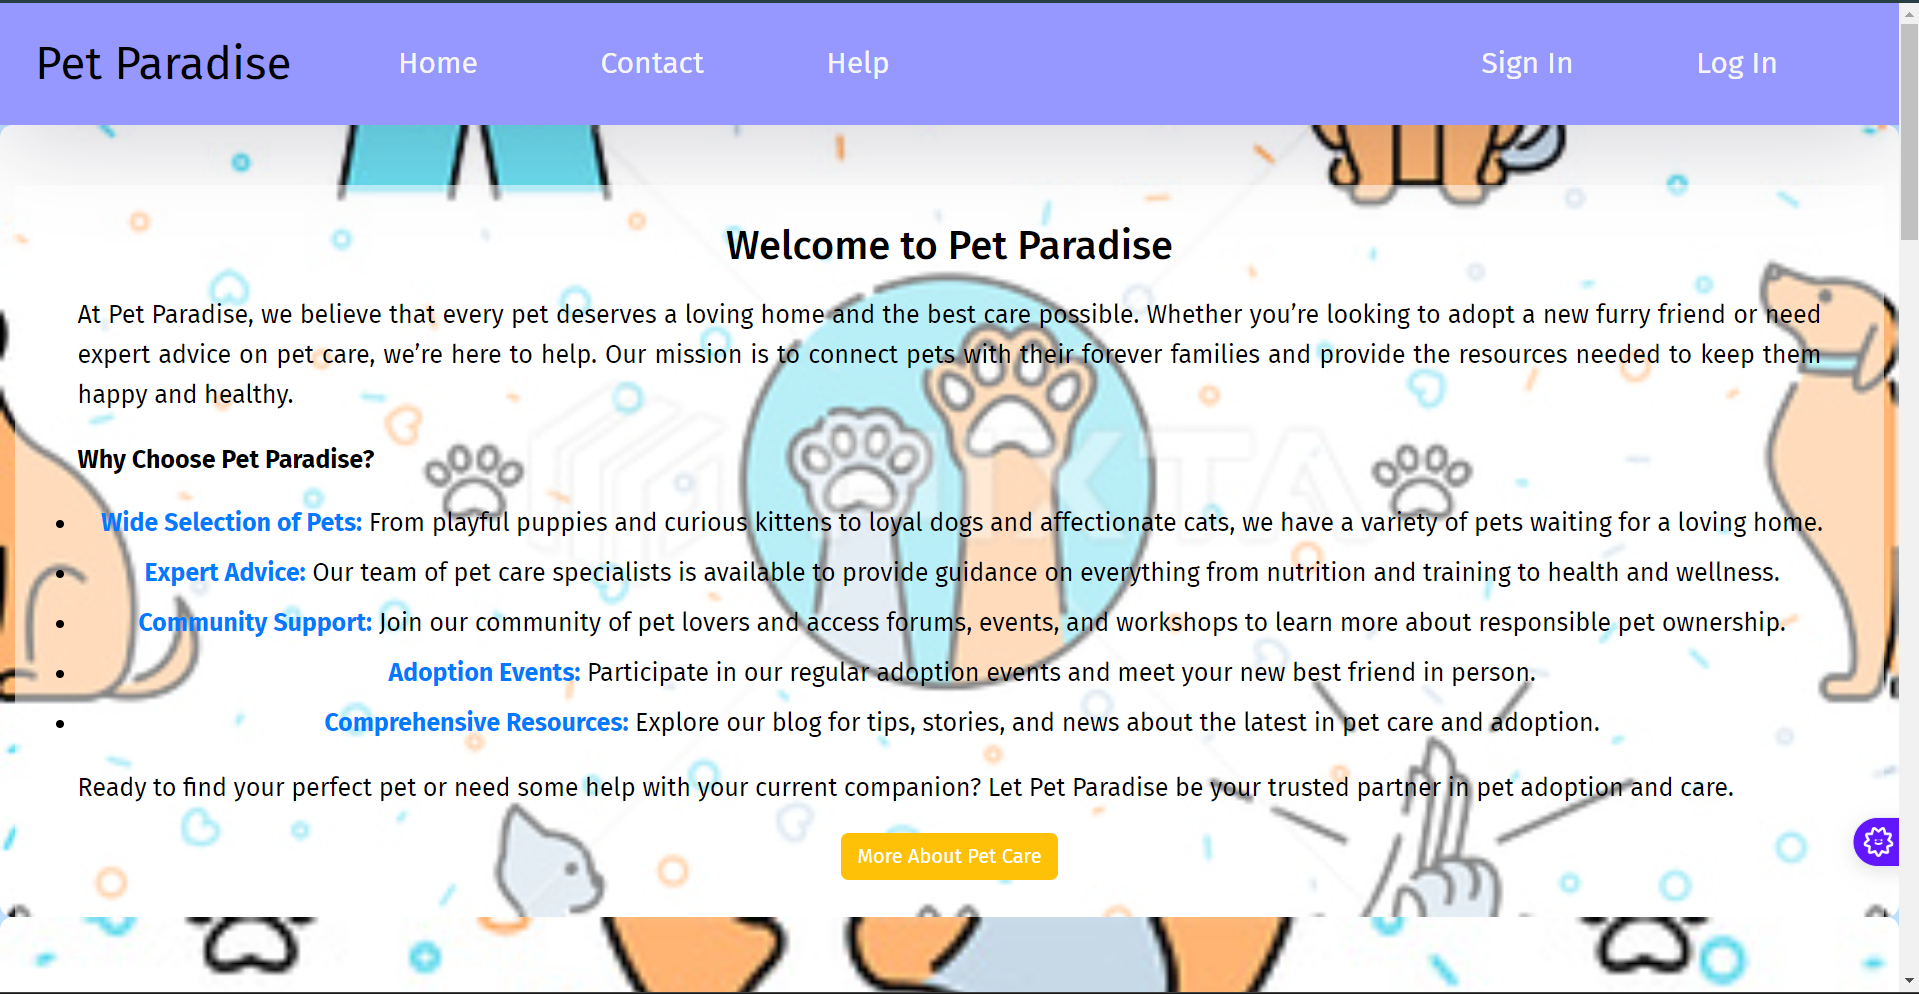 Pet Paradise Home Contact Help Sign In Log In
Welcome to Pet Paradise
At Pet Paradise, we believe that every pet deserves a loving home and the best care possible. Whether you’re looking to adopt a new furry friend or need
expert advice on pet care, we’re here to help. Our mission is to connect pets with their forever families and provide the resources needed to keep them
happy and healthy.
Why Choose Pet Paradise?
• Wide Selection of Pets: From playful puppies and curious kittens to loyal dogs and affectionate cats, we have a variety of pets waiting for a loving home.
• Expert Advice: Our team of pet care specialists is available to provide guidance on everything from nutrition and training to health and wellness.
• Community Support: Join our community of pet lovers and access forums, events, and workshops to learn more about responsible pet ownership.
• Adoption Events: Participate in our regular adoption events and meet your new best friend in person.
• Comprehensive Resources: Explore our blog for tips, stories, and news about the latest in pet care and adoption.
Ready to find your perfect pet or need some help with your current companion? Let Pet Paradise be your trusted partner in pet adoption and care.
More About Pet Care